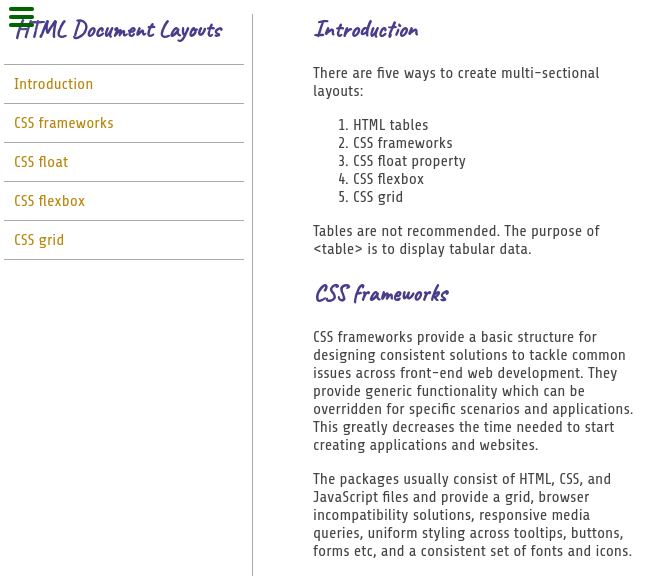 HTML Document Layouts
Introduction
CSS frameworks
CSS float
CSS flexbox
CSS grid
Introduction
There are five ways to create multi-sectional
layouts:
1. HTML tables
2. CSS frameworks
3. CSS float property
4. CSS flexbox
5. CSS grid
Tables are not recommended. The purpose of
<table> is to display tabular data.
CSS frameworks
CSS frameworks provide a basic structure for
designing consistent solutions to tackle common
issues across front-end web development. They
provide generic functionality which can be
overridden for specific scenarios and applications.
This greatly decreases the time needed to start
creating applications and websites.
The packages usually consist of HTML, CSS, and
JavaScript files and provide a grid, browser
incompatibility solutions, responsive media
queries, uniform styling across tooltips, buttons,
forms etc, and a consistent set of fonts and icons.